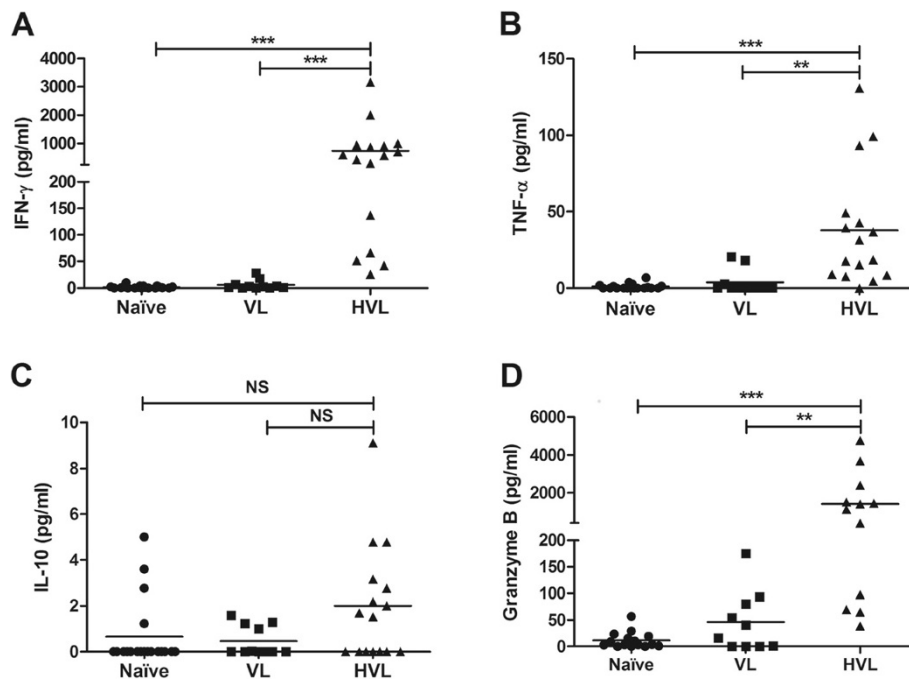 A
***
***
4000
3000
2000
1000
200
150
100
50
0
IFN-γ (pg/ml)
Naïve VL HVL
B
***
**
150
100
50
0
TNF-α (pg/ml)
Naïve VL HVL
C
NS
NS
10
8
6
4
2
0
IL-10 (pg/ml)
Naïve VL HVL
D
***
**
6000
4000
2000
200
150
100
50
0
Granzyme B (pg/ml)
Naïve VL HVL